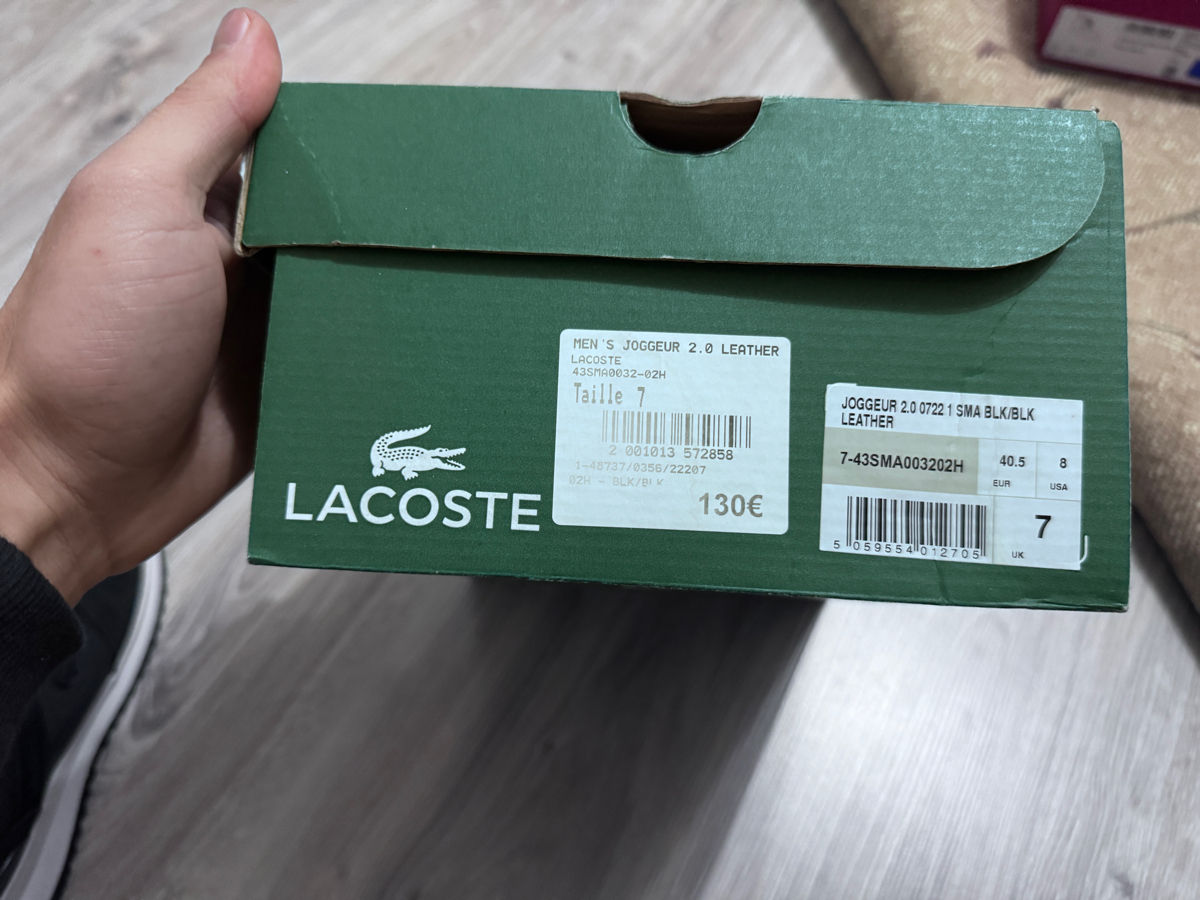 LACOSTE
MEN'S JOGGEUR 2.0 LEATHER
LACOSTE
43SMA0032-02H
Taille 7
2 001013 572858
1-48737/0356/22207
02H - BLK/BLK
130€
JOGGEUR 2.0 0722 1 SMA BLK/BLK
LEATHER
7-43SMA003202H
40.5
EUR
8
USA
5 059554 012705
7
UK